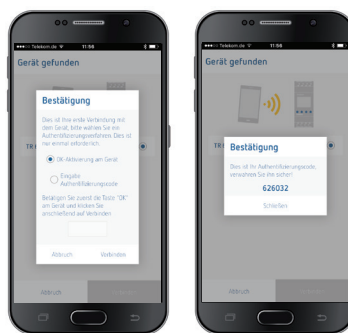 Telekom.de 11:56
Gerät gefunden
Bestätigung
Dies ist Ihre erste Verbindung mit
dem Gerät, bitte wählen Sie ein
Authentifizierungsverfahren. Dies ist
nur einmal erforderlich.
TR
OK-Aktivierung am Gerät
Eingabe
Authentifizierungscode
Betätigen Sie zuerst die Taste "OK"
am Gerät und klicken Sie
anschließend auf Verbinden
Abbruch Verbinden
Abbruch
Telekom.de 11:56
Gerät gefunden
TR
Bestätigung
Dies ist Ihr Authentifizierungscode,
verwahren Sie ihn sicher!
626032
Schließen
Abbruch